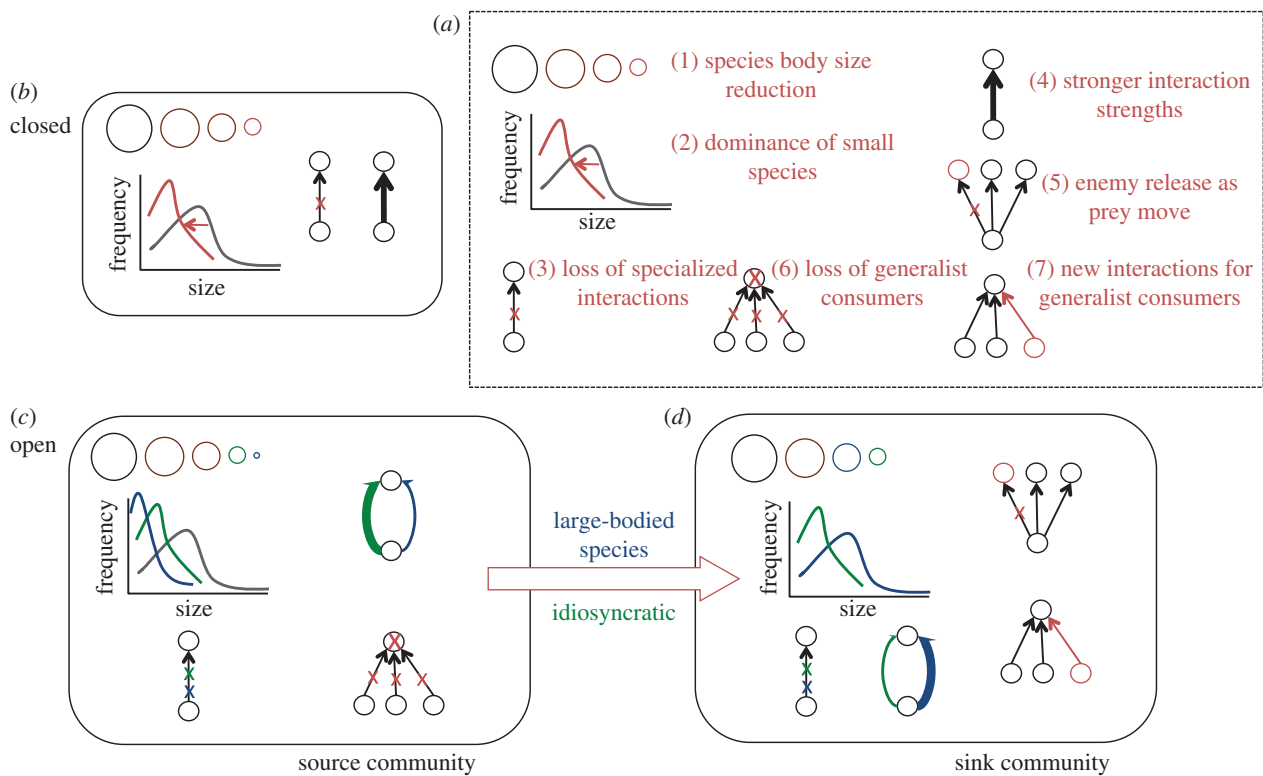 (a)
(1) species body size
reduction
frequency
size
(2) dominance of small
species
(3) loss of specialized
interactions
(4) stronger interaction
strengths
(5) enemy release as
prey move
(6) loss of generalist
consumers
(7) new interactions for
generalist consumers
(b)
closed
frequency
size
(c)
open
frequency
size
source community
large-bodied
species
idiosyncratic
(d)
frequency
size
sink community